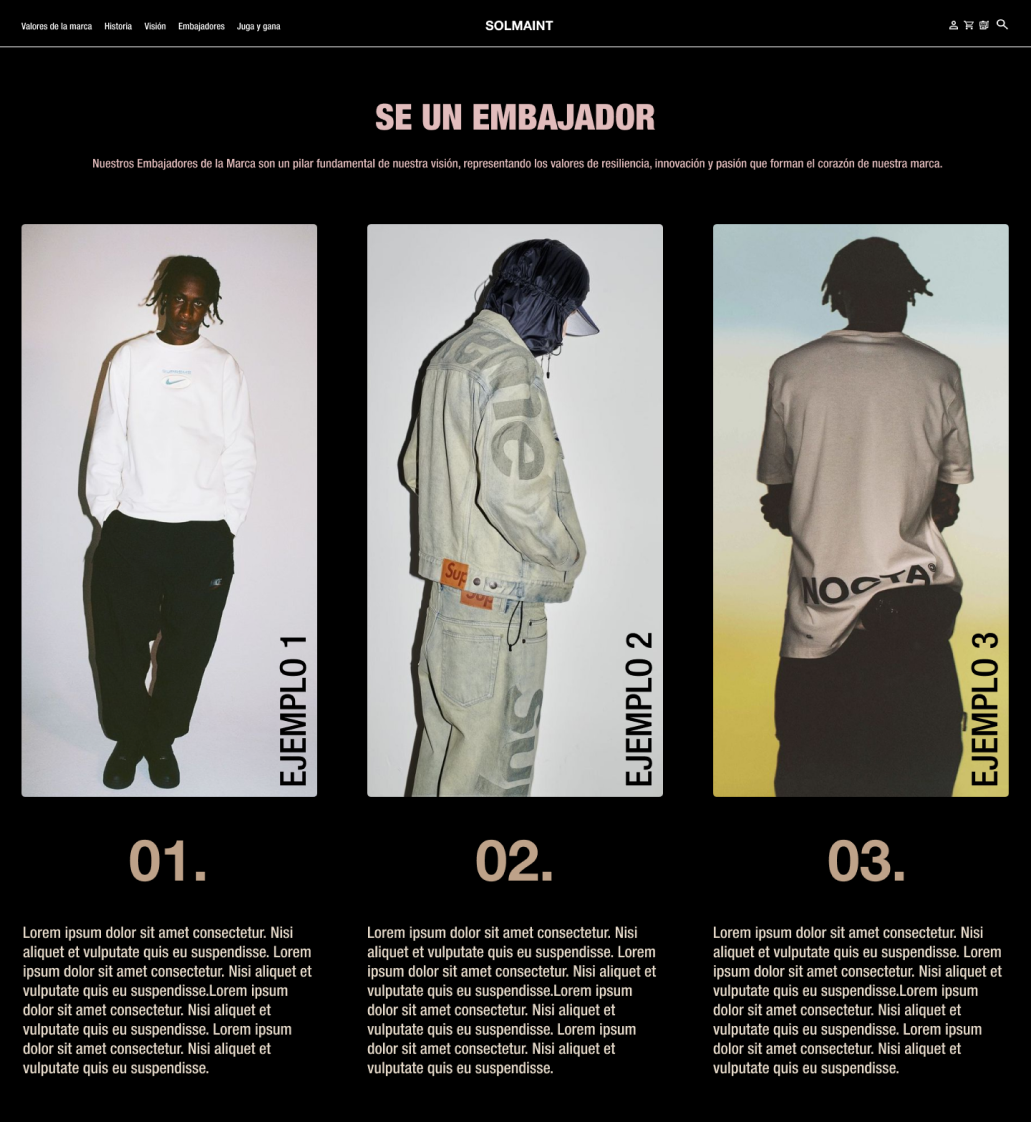 Valores de la marca Historia Visión Embajadores Juga y gana
SOLMAINT
SE UN EMBAJADOR
Nuestros Embajadores de la Marca son un pilar fundamental de nuestra visión, representando los valores de resiliencia, innovación y pasión que forman el corazón de nuestra marca.
EJEMPLO 1
ne
Sup
Sup
su
EJEMPLO 2
NOCTA
EJEMPLO 3
01.
Lorem ipsum dolor sit amet consectetur. Nisi
aliquet et vulputate quis eu suspendisse. Lorem
ipsum dolor sit amet consectetur. Nisi aliquet et
vulputate quis eu suspendisse.Lorem ipsum
dolor sit amet consectetur. Nisi aliquet et
vulputate quis eu suspendisse. Lorem ipsum
dolor sit amet consectetur. Nisi aliquet et
vulputate quis eu suspendisse.
02.
Lorem ipsum dolor sit amet consectetur. Nisi
aliquet et vulputate quis eu suspendisse. Lorem
ipsum dolor sit amet consectetur. Nisi aliquet et
vulputate quis eu suspendisse.Lorem ipsum
dolor sit amet consectetur. Nisi aliquet et
vulputate quis eu suspendisse. Lorem ipsum
dolor sit amet consectetur. Nisi aliquet et
vulputate quis eu suspendisse.
03.
Lorem ipsum dolor sit amet consectetur. Nisi
aliquet et vulputate quis eu suspendisse. Lorem
ipsum dolor sit amet consectetur. Nisi aliquet et
vulputate quis eu suspendisse.Lorem ipsum
dolor sit amet consectetur. Nisi aliquet et
vulputate quis eu suspendisse. Lorem ipsum
dolor sit amet consectetur. Nisi aliquet et
vulputate quis eu suspendisse.